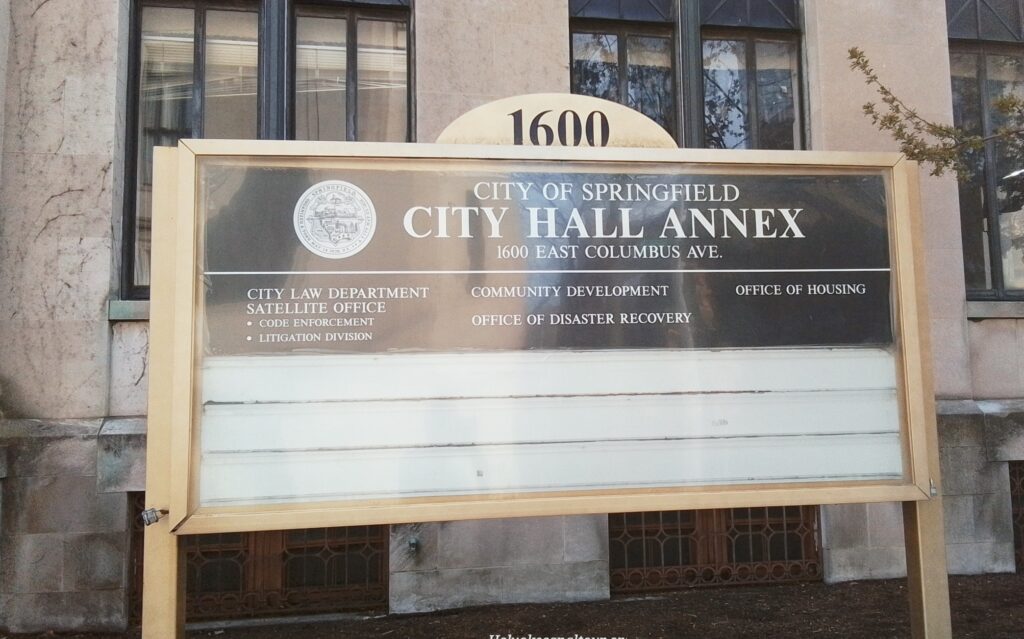 1600
CITY OF SPRINGFIELD
CITY HALL ANNEX
1600 EAST COLUMBUS AVE.
CITY LAW DEPARTMENT
SATELLITE OFFICE
• CODE ENFORCEMENT
• LITIGATION DIVISION
COMMUNITY DEVELOPMENT
OFFICE OF DISASTER RECOVERY
OFFICE OF HOUSING